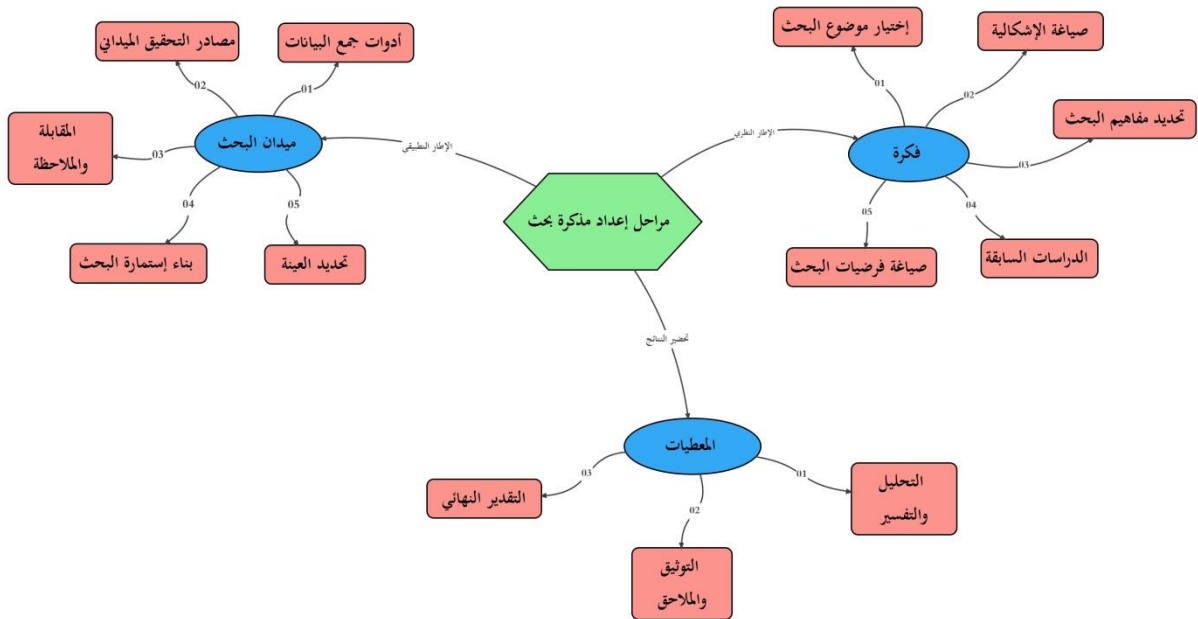 مراحل إعداد مذكرة بحث
الإطار النظري
فكرة
01
إختيار موضوع البحث
02
صياغة الإشكالية
03
تحديد مفاهيم البحث
04
الدراسات السابقة
05
صياغة فرضيات البحث
الإطار التطبيقي
ميدان البحث
01
أدوات جمع البيانات
02
مصادر التحقيق الميداني
03
المقابلة
والملاحظة
04
بناء إستمارة البحث
05
تحديد العينة
تحضير النتائج
المعطيات
01
التحليل
والتفسير
02
التوثيق
والملاحق
03
التقدير النهائي